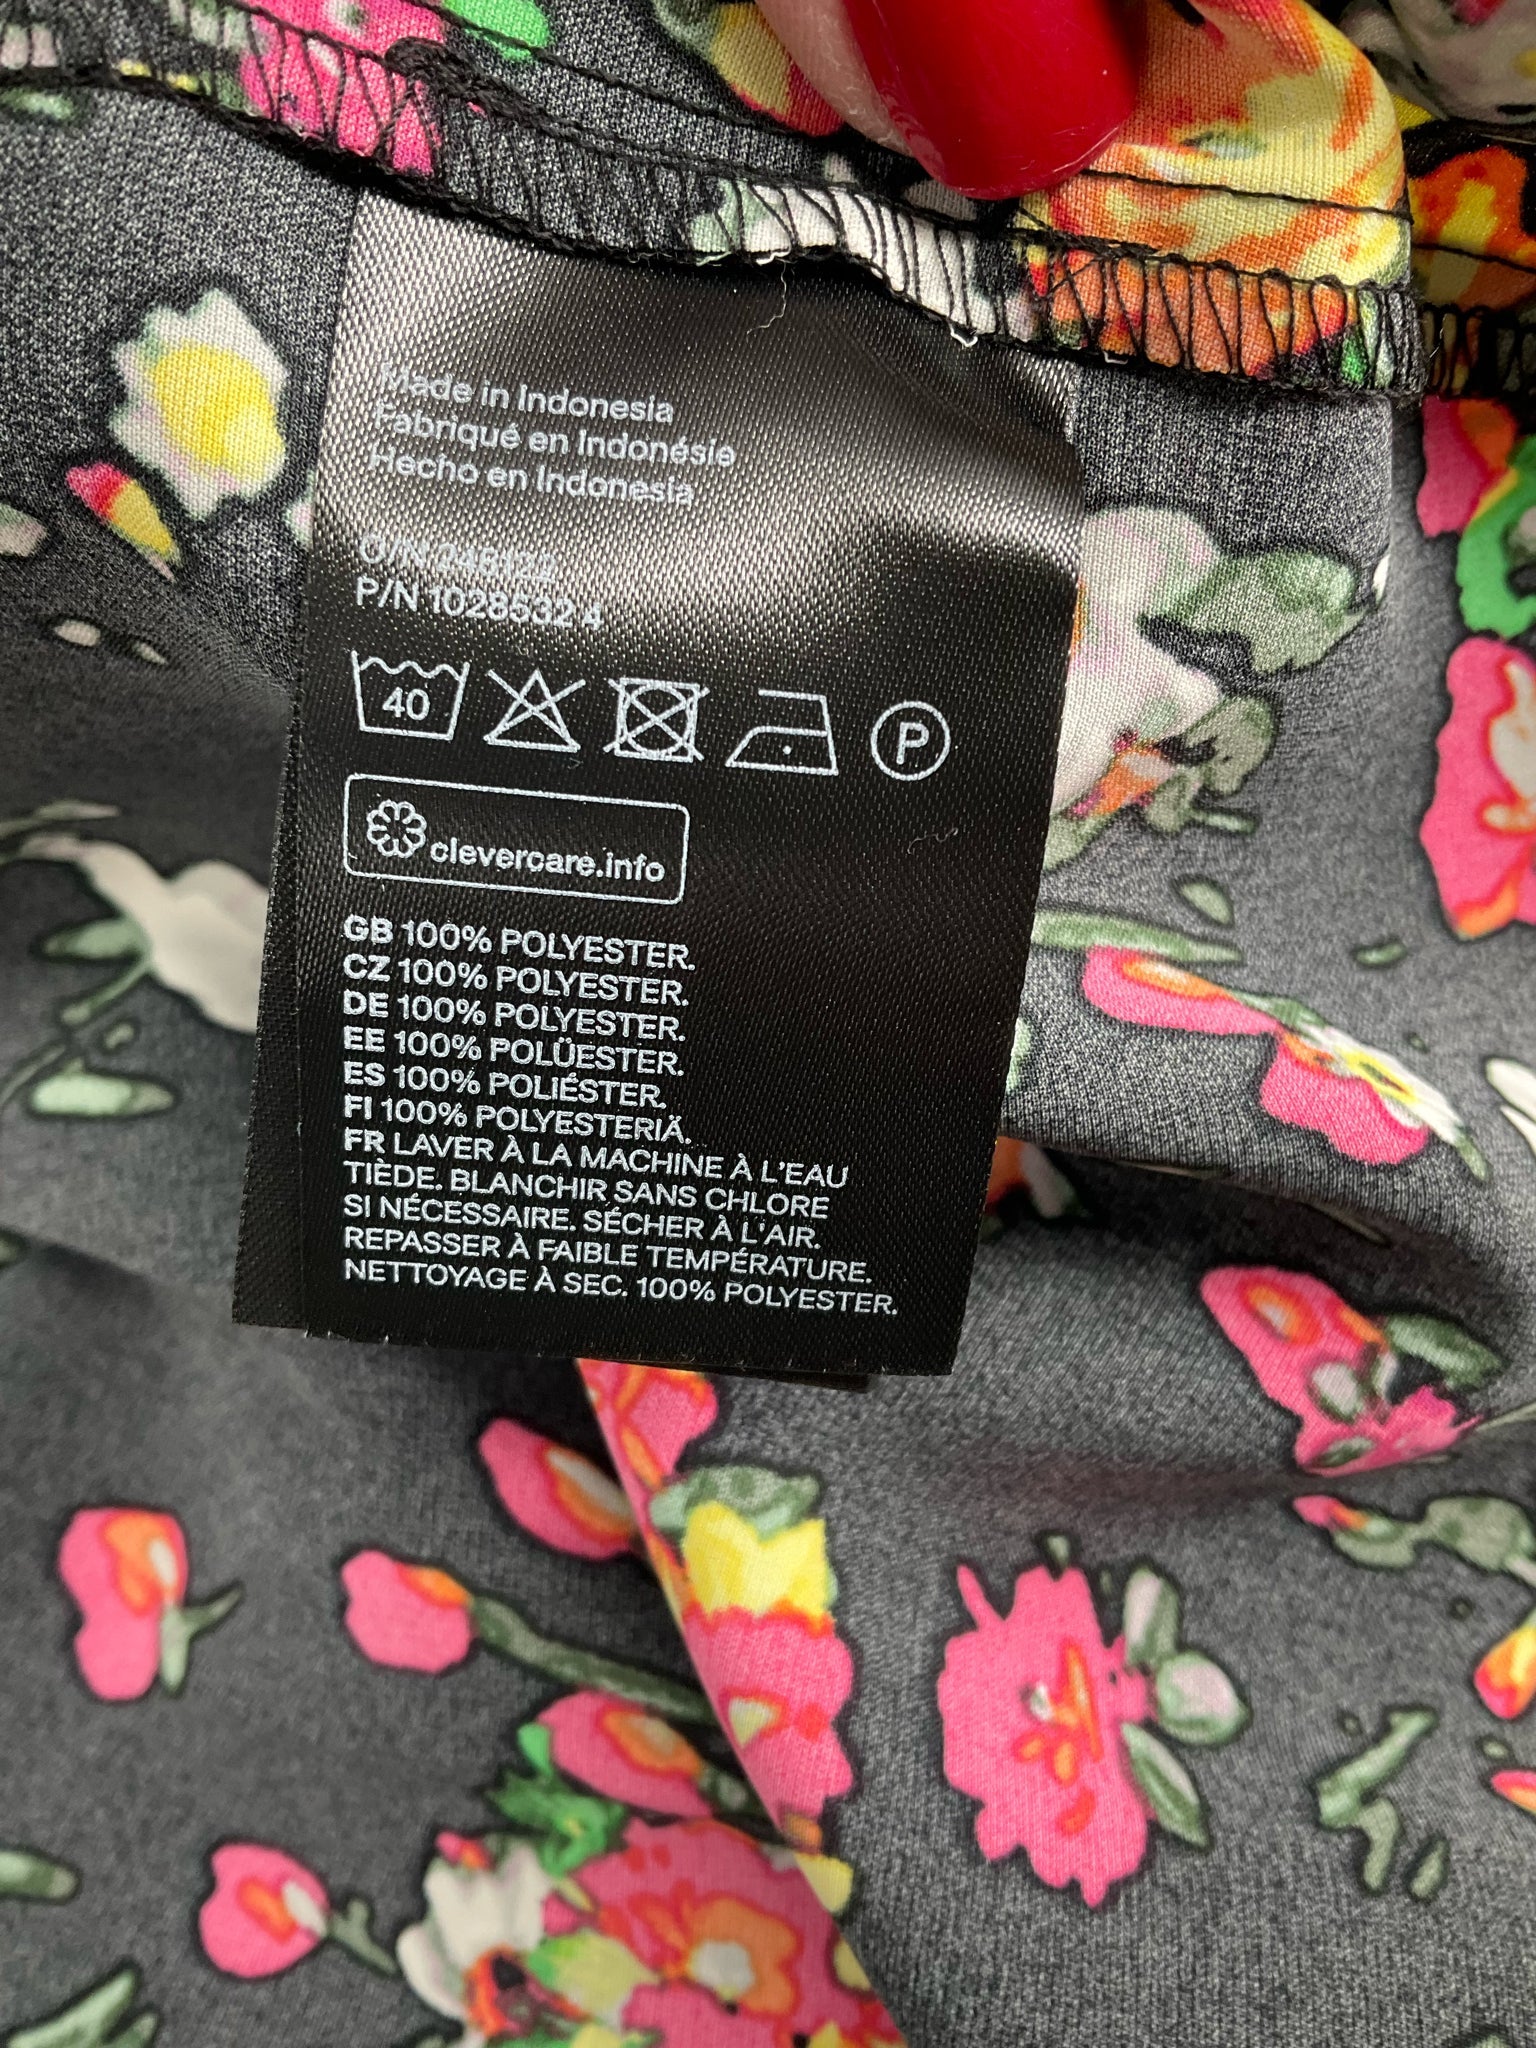 Made in Indonesia
Fabriqué en Indonésie
Hecho en Indonesia
O/N 246124
P/N 1028532 4
40
P
clevercare.info
GB 100% POLYESTER.
CZ 100% POLYESTER.
DE 100% POLYESTER.
EE 100% POLÜESTER.
ES 100% POLIÉSTER.
FI 100% POLYESTERIÄ.
FR LAVER À LA MACHINE À L'EAU
TIÈDE. BLANCHIR SANS CHLORE
SI NÉCESSAIRE. SÉCHER À L'AIR.
REPASSER À FAIBLE TEMPÉRATURE.
NETTOYAGE À SEC. 100% POLYESTER.